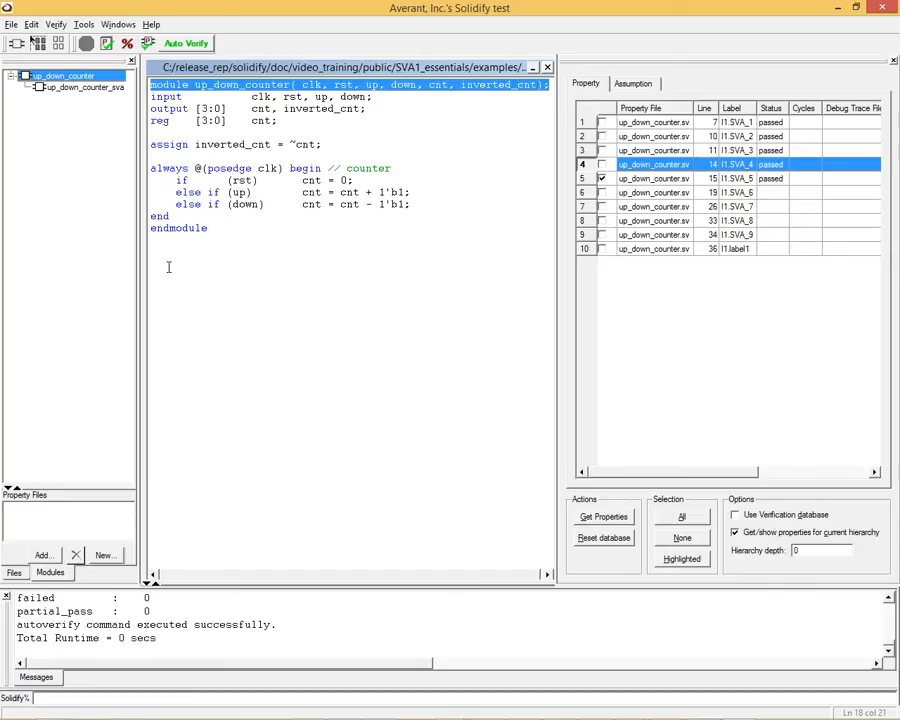 Averant, Inc.'s Solidify test
File Edit Verify Tools Windows Help
Auto Verify
up_down_counter
up_down_counter_sva
C:/release_rep/solidify/doc/video_training/public/SVA1_essentials/examples/...
module up_down_counter( clk, rst, up, down, cnt, inverted_cnt);
input clk, rst, up, down;
output [3:0] cnt, inverted_cnt;
reg [3:0] cnt;
assign inverted_cnt = ~cnt;
always @(posedge clk) begin // counter
if (rst) cnt = 0;
else if (up) cnt = cnt + 1'b1;
else if (down) cnt = cnt - 1'b1;
end
endmodule
Property Assumption
Property File Line Label Status Cycles Debug Trace File
1 up_down_counter.sv 7 I1.SVA_1 passed
2 up_down_counter.sv 10 I1.SVA_2 passed
3 up_down_counter.sv 11 I1.SVA_3 passed
4 up_down_counter.sv 14 I1.SVA_4 passed
5 up_down_counter.sv 15 I1.SVA_5 passed
6 up_down_counter.sv 19 I1.SVA_6
7 up_down_counter.sv 26 I1.SVA_7
8 up_down_counter.sv 33 I1.SVA_8
9 up_down_counter.sv 34 I1.SVA_9
10 up_down_counter.sv 36 I1.label1
Property Files
Add... New...
Files Modules
Actions Selection Options
Get Properties All Use Verification database
Reset database None Get/show properties for current hierarchy
Highlighted Hierarchy depth: 0
failed : 0
partial_pass : 0
autoverify command executed successfully.
Total Runtime = 0 secs
Messages
Solidify%
Ln 18 col 21